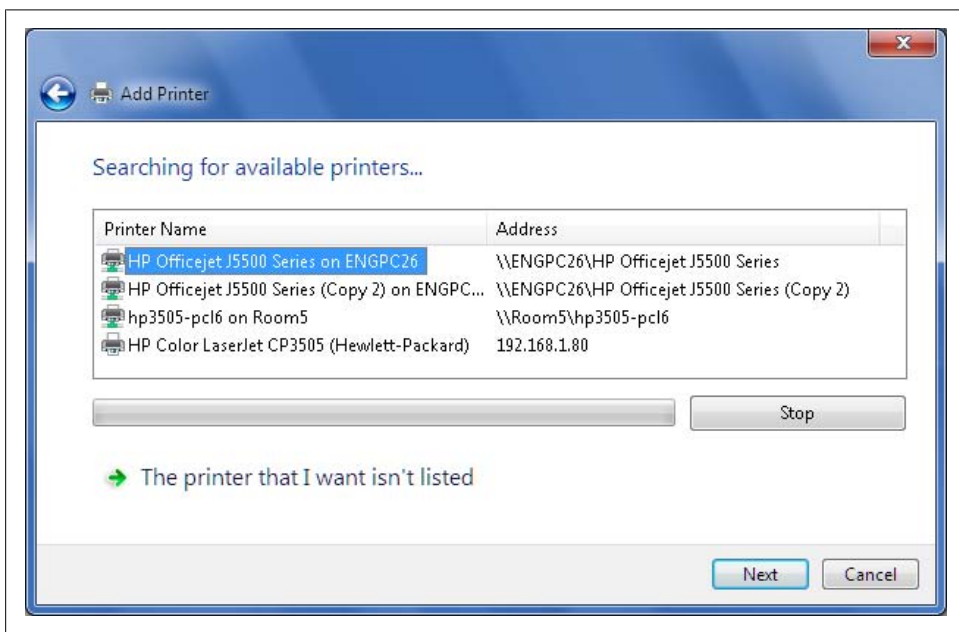 Add Printer
Searching for available printers...
Printer Name Address
HP Officejet J5500 Series on ENGPC26 \\ENGPC26\HP Officejet J5500 Series
HP Officejet J5500 Series (Copy 2) on ENGPC... \\ENGPC26\HP Officejet J5500 Series (Copy 2)
hp3505-pcl6 on Room5 \\Room5\hp3505-pcl6
HP Color LaserJet CP3505 (Hewlett-Packard) 192.168.1.80
Stop
The printer that I want isn't listed
Next Cancel